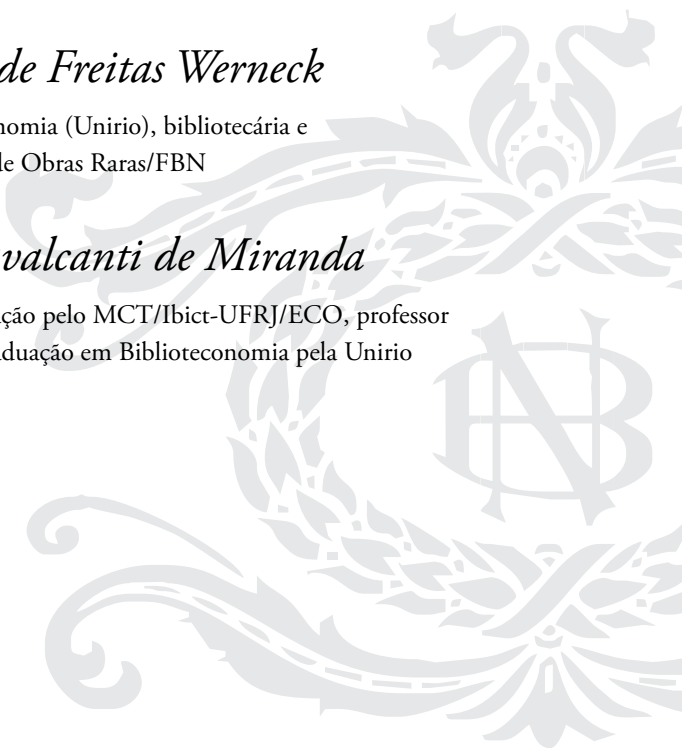 de Freitas Werneck
nomia (Unirio), bibliotecária e
de Obras Raras/FBN
valcanti de Miranda
ção pelo MCT/Ibict-UFRJ/ECO, professor
duação em Biblioteconomia pela Unirio